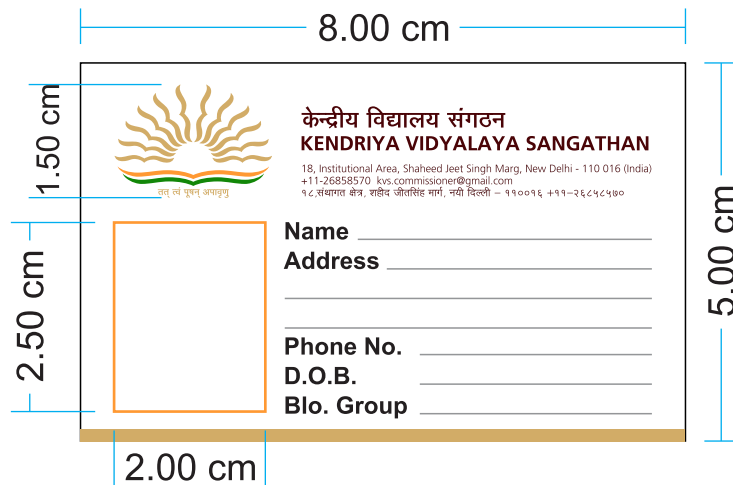 8.00 cm
1.50 cm
तत् त्वं पूषन् अपावृणु
केन्द्रीय विद्यालय संगठन
KENDRIYA VIDYALAYA SANGATHAN
18, Institutional Area, Shaheed Jeet Singh Marg, New Delhi - 110 016 (India)
+11-26858570 kvs.commissioner@gmail.com
१८,संथागत क्षेत्र, शहीद जीतसिंह मार्ग, नयी दिल्ली – ११००१६ +११–२६८५८५७०
2.50 cm
Name
Address
Phone No.
D.O.B.
Blo. Group
5.00 cm
2.00 cm